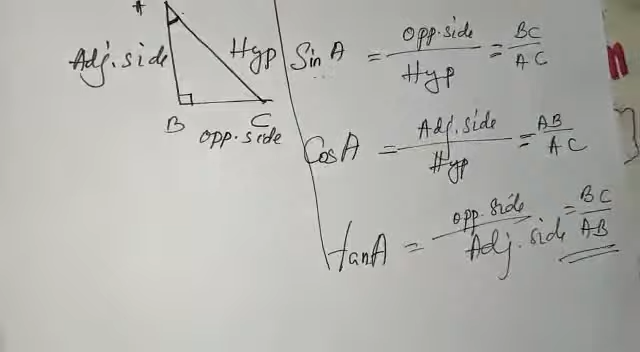 A
Adj. side
Hyp
B
C
opp. side
Sin A = opp. side / Hyp = BC / AC
Cos A = Adj. side / Hyp = AB / AC
tan A = opp. side / Adj. side = BC / AB